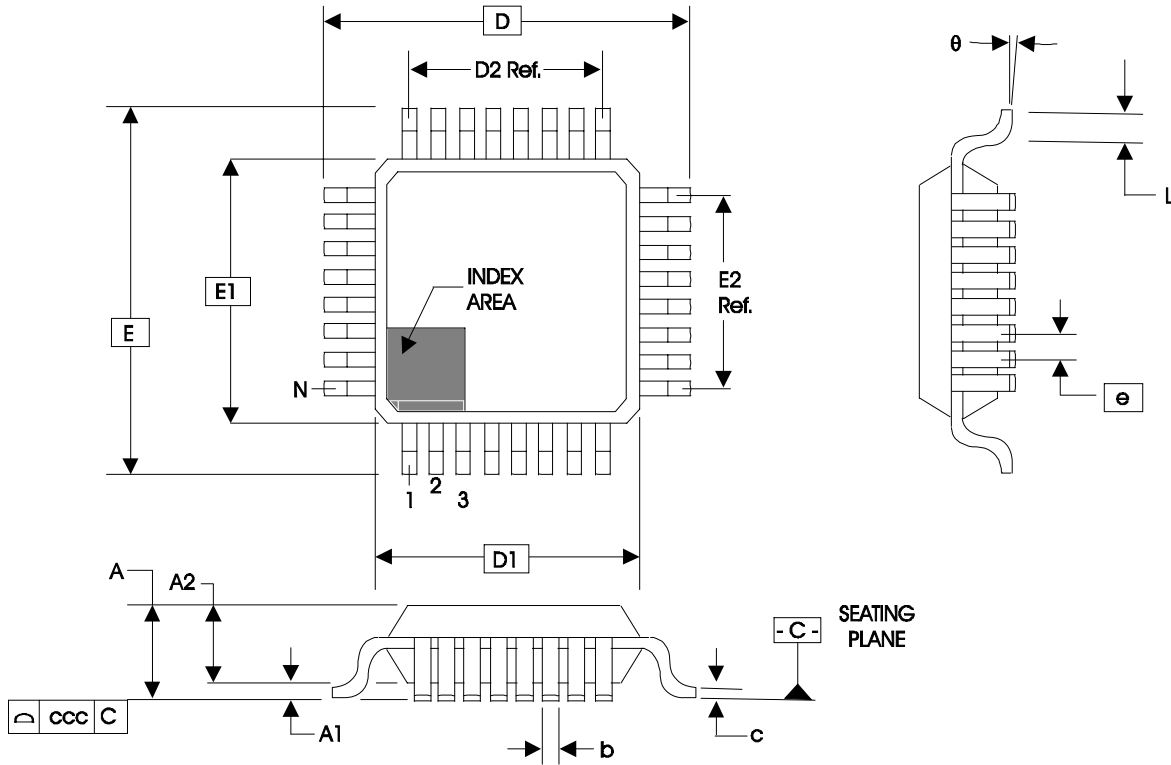 D
D2 Ref.
θ
L
INDEX
AREA
E1
E2
Ref.
E
N
e
1
2
3
D1
A
A2
SEATING
PLANE
- C -
ccc C
A1
b
c